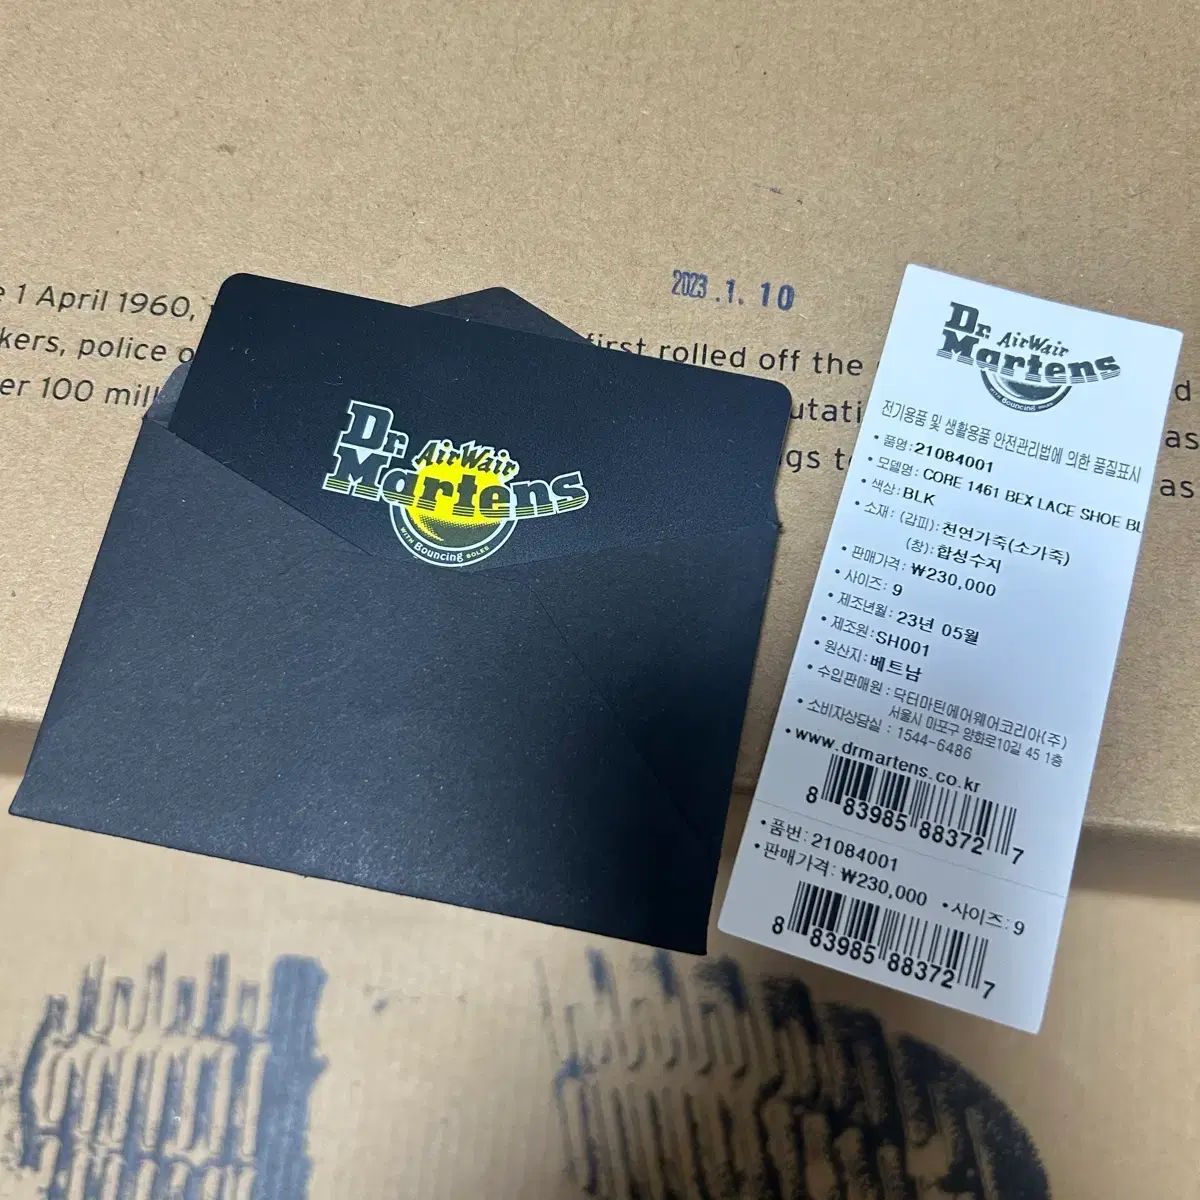 2023.1.10
e 1 April 1960,
first rolled off the
d
kers, police o
utati
as
er 100 mill
gs t
as
Dr. AirWair
Martens
WITH Bouncing SOLES
Dr. AirWair
Martens
WITH Bouncing SOLES
전기용품 및 생활용품 안전관리법에 의한 품질표시
• 품명: 21084001
• 모델명: CORE 1461 BEX LACE SHOE BL
• 색상: BLK
• 소재: (갑피): 천연가죽(소가죽)
(창): 합성수지
• 판매가격: ₩230,000
• 사이즈: 9
• 제조년월: 23년 05월
• 제조원: SH001
• 원산지: 베트남
• 수입판매원 : 닥터마틴에어웨어코리아(주)
서울시 마포구 양화로10길 45 1층
• 소비자상담실 : 1544-6486
• www.drmartens.co.kr
8 83985 88372 7
• 품번: 21084001
• 판매가격: ₩230,000 • 사이즈: 9
8 83985 88372 7